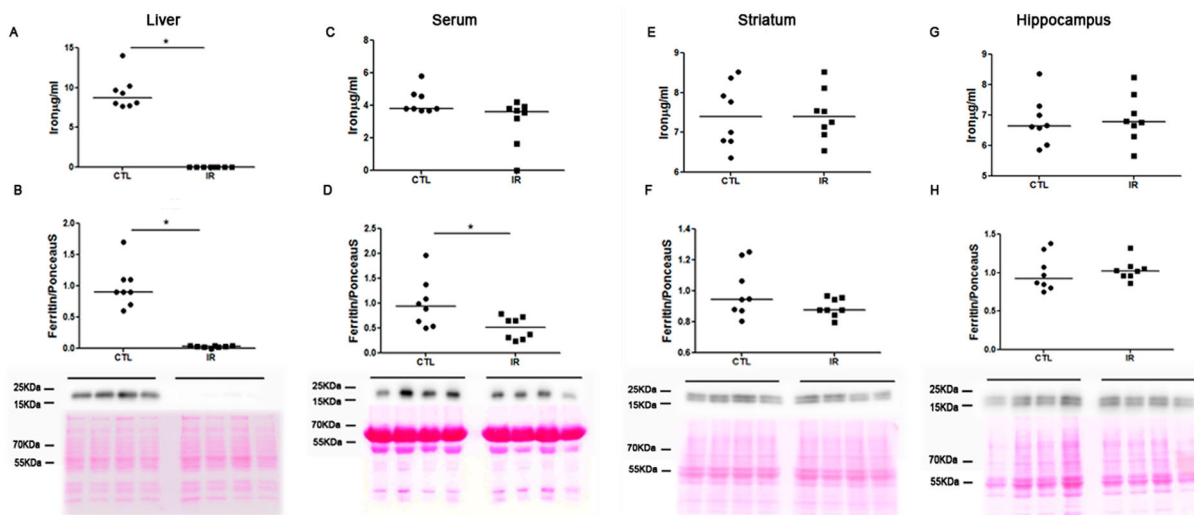 Liver
Serum
Striatum
Hippocampus
A
*
Ironµg/ml
15
10
5
0
CTL
IR
C
Ironµg/ml
8
6
4
2
0
CTL
IR
E
Ironµg/ml
9
8
7
6
CTL
IR
G
Ironµg/ml
9
8
7
6
5
CTL
IR
B
*
Ferritin/PonceauS
2.0
1.5
1.0
0.5
0.0
CTL
IR
25KDa
15KDa
70KDa
55KDa
D
*
Ferritin/PonceauS
2.5
2.0
1.5
1.0
0.5
0.0
CTL
IR
25KDa
15KDa
70KDa
55KDa
F
Ferritin/PonceauS
1.4
1.2
1.0
0.8
0.6
CTL
IR
25KDa
15KDa
70KDa
55KDa
H
Ferritin/PonceauS
1.5
1.0
0.5
0.0
CTL
IR
25KDa
15KDa
70KDa
55KDa